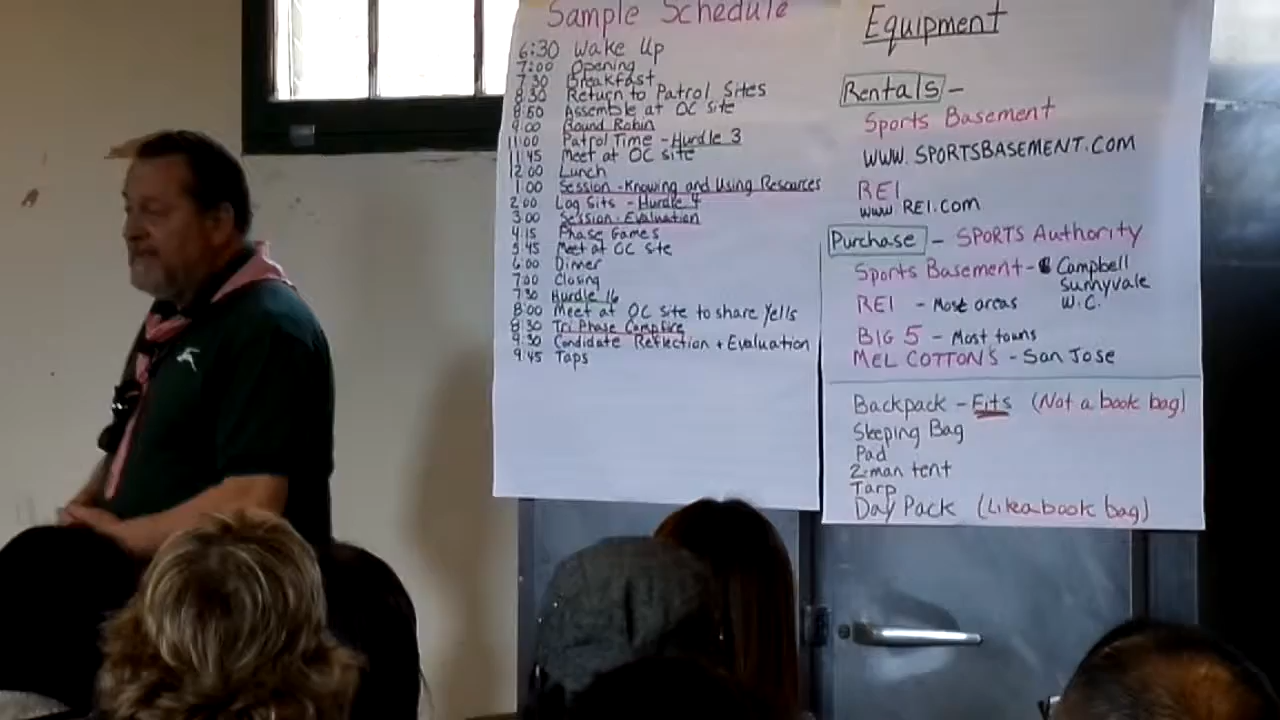 Sample Schedule
6:30 Wake Up
7:00 Opening
7:30 Breakfast
8:30 Return to Patrol Sites
8:50 Assemble at OC site
9:00 Round Robin
11:00 Patrol Time - Hurdle 3
11:45 Meet at OC site
12:00 Lunch
1:00 Session - Knowing and Using Resources
2:00 Log Sits - Hurdle 4
3:00 Session - Evaluation
4:15 Phase Games
5:45 Meet at OC site
6:00 Dinner
7:00 Closing
7:30 Hurdle 16
8:00 Meet at OC site to share Yells
8:30 Tri Phase Campfire
9:30 Candidate Reflection + Evaluation
9:45 Taps
Equipment
Rentals -
Sports Basement
WWW.SPORTSBASEMENT.COM
REI
www.REI.com
Purchase - SPORTS Authority
Sports Basement - Campbell
Sunnyvale
W.C.
REI - Most areas
BIG 5 - Most towns
MEL COTTON'S - San Jose
Backpack - Fits (Not a book bag)
Sleeping Bag
Pad
2-man tent
Tarp
Day Pack (Like a book bag)